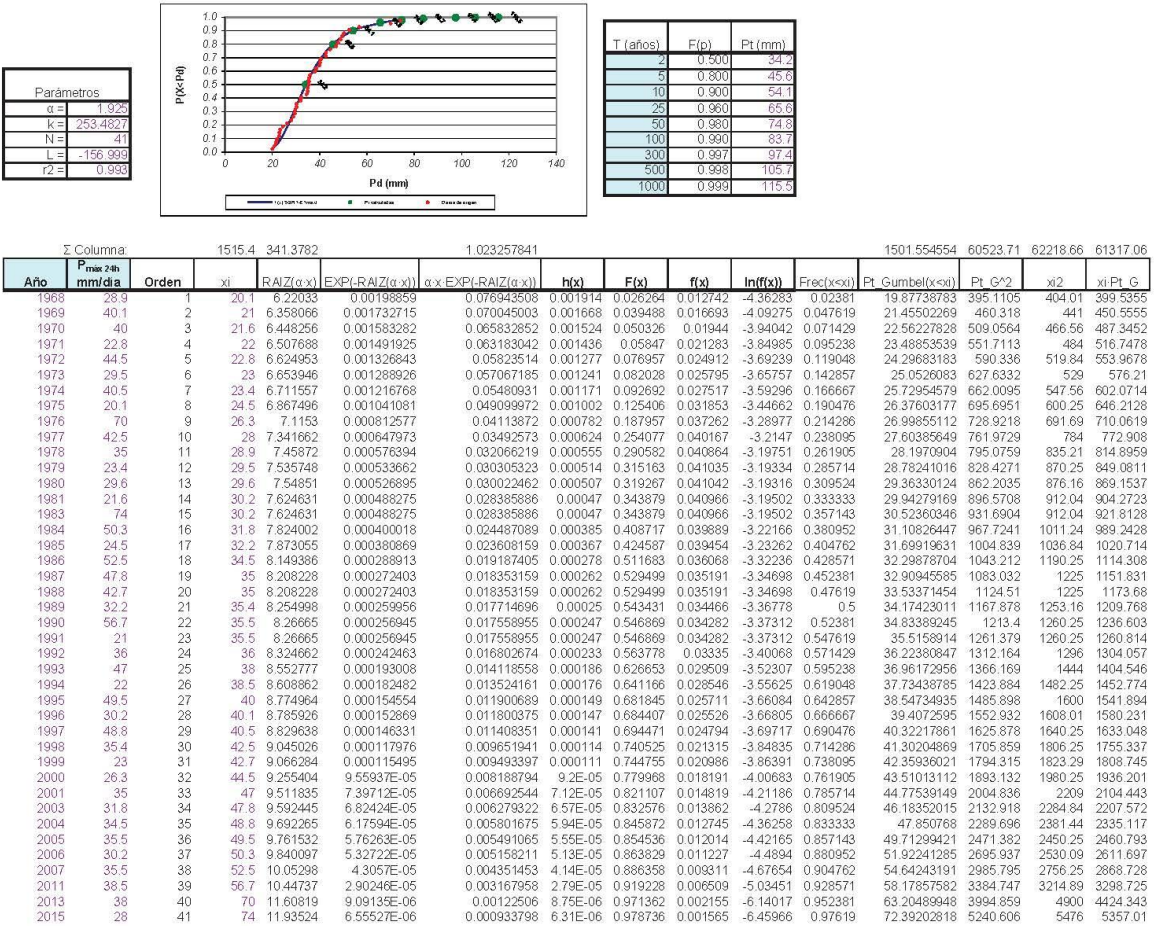 Parámetros
α = 1.925
k = 253.4827
N = 41
L = -156.999
r2 = 0.993
P(X<Pd)
1.0
0.9
0.8
0.7
0.6
0.5
0.4
0.3
0.2
0.1
0.0
0 20 40 60 80 100 120 140
Pd (mm)
T (años) F(p) Pt (mm)
2 0.500 34.2
5 0.800 45.6
10 0.900 54.1
25 0.960 65.6
50 0.980 74.8
100 0.990 83.7
300 0.997 97.4
500 0.998 105.7
1000 0.999 115.5
Σ Columna: 1515.4 341.3782 1.023257841 1501.554554 60523.71 62218.66 61317.06
Año P máx 24h mm/dia Orden xi RAIZ(α·x) EXP(-RAIZ(α·x)) α·x·EXP(-RAIZ(α·x)) h(x) F(x) f(x) ln(f(x)) Frec(x<xi) Pt_Gumbel(x<xi) Pt_G^2 xi2 xi·Pt_G
1968 28.9 1 20.1 6.22033 0.00198859 0.076943508 0.001914 0.026264 0.012742 -4.36283 0.02381 19.87738785 395.1105 404.01 399.5355
1969 40.1 2 21 6.358066 0.001732715 0.070045003 0.001668 0.039488 0.016693 -4.09275 0.047619 21.45502269 460.318 441 450.5555
1970 40 3 21.6 6.448256 0.001583282 0.065832852 0.001524 0.050326 0.01944 -3.94042 0.071429 22.56227828 509.0564 466.56 487.3452
1971 22.8 4 22 6.507688 0.001491925 0.063183042 0.001436 0.05847 0.021283 -3.84985 0.095238 23.48853539 551.7113 484 516.7478
1972 44.5 5 22.8 6.624953 0.001326843 0.05823514 0.001277 0.076957 0.024912 -3.69239 0.119048 24.29683183 590.336 519.84 553.9678
1973 29.5 6 23 6.653946 0.001288926 0.057067185 0.001241 0.082028 0.025795 -3.65757 0.142857 25.0526083 627.6332 529 576.21
1974 40.5 7 23.4 6.711557 0.001216768 0.05480931 0.001171 0.092692 0.027517 -3.59296 0.166667 25.72954579 662.0095 547.56 602.0714
1975 20.1 8 24.5 6.867496 0.001041081 0.049099972 0.001002 0.125406 0.031853 -3.44662 0.190476 26.37603177 695.6951 600.25 646.2128
1976 70 9 26.3 7.1153 0.000812577 0.04113872 0.000782 0.187957 0.037262 -3.28977 0.214286 26.99855112 728.9218 691.69 710.0619
1977 42.5 10 28 7.341662 0.000647973 0.03492573 0.000624 0.254077 0.040167 -3.2147 0.238095 27.60385649 761.9729 784 772.908
1978 35 11 28.9 7.45872 0.000576394 0.032066219 0.000555 0.290582 0.040864 -3.19751 0.261905 28.1970904 795.0759 835.21 814.8959
1979 23.4 12 29.5 7.535748 0.000533662 0.030305323 0.000514 0.315163 0.041035 -3.19334 0.285714 28.78241016 828.4271 870.25 849.0811
1980 29.6 13 29.6 7.54851 0.000526895 0.030022462 0.000507 0.319267 0.041042 -3.19316 0.309524 29.36330124 862.2035 876.16 869.1537
1981 21.6 14 30.2 7.624631 0.000488275 0.028385886 0.00047 0.343879 0.040966 -3.19502 0.333333 29.94279169 896.5708 912.04 904.2723
1983 74 15 30.2 7.624631 0.000488275 0.028385886 0.00047 0.343879 0.040966 -3.19502 0.357143 30.52360346 931.6904 912.04 921.8128
1984 50.3 16 31.8 7.824002 0.000400018 0.024487089 0.000385 0.408717 0.039889 -3.22166 0.380952 31.10826447 967.7241 1011.24 989.2428
1985 24.5 17 32.2 7.873055 0.000380869 0.023608159 0.000367 0.424587 0.039454 -3.23262 0.404762 31.69919631 1004.839 1036.84 1020.714
1986 52.5 18 34.5 8.149386 0.000288913 0.019187405 0.000278 0.511683 0.036068 -3.32236 0.428571 32.29878704 1043.212 1190.25 1114.308
1987 47.8 19 35 8.208228 0.000272403 0.018353159 0.000262 0.529499 0.035191 -3.34698 0.452381 32.90945585 1083.032 1225 1151.831
1988 42.7 20 35 8.208228 0.000272403 0.018353159 0.000262 0.529499 0.035191 -3.34698 0.47619 33.53371454 1124.51 1225 1173.68
1989 32.2 21 35.4 8.254998 0.000259956 0.017714696 0.00025 0.543431 0.034466 -3.36778 0.5 34.17423011 1167.878 1253.16 1209.768
1990 56.7 22 35.5 8.26665 0.000256945 0.017558955 0.000247 0.546869 0.034282 -3.37312 0.52381 34.83389245 1213.4 1260.25 1236.603
1991 21 23 35.5 8.26665 0.000256945 0.017558955 0.000247 0.546869 0.034282 -3.37312 0.547619 35.5158914 1261.379 1260.25 1260.814
1992 36 24 36 8.324662 0.000242463 0.016802674 0.000233 0.563778 0.03335 -3.40068 0.571429 36.22380847 1312.164 1296 1304.057
1993 47 25 38 8.552777 0.000193008 0.014118558 0.000186 0.626653 0.029509 -3.52307 0.595238 36.96172956 1366.169 1444 1404.546
1994 22 26 38.5 8.608862 0.000182482 0.013524161 0.000176 0.641166 0.028546 -3.55625 0.619048 37.73438785 1423.884 1482.25 1452.774
1995 49.5 27 40 8.774964 0.000154554 0.011900689 0.000149 0.681845 0.025711 -3.66084 0.642857 38.54734935 1485.898 1600 1541.894
1996 30.2 28 40.1 8.785926 0.000152869 0.011800375 0.000147 0.684407 0.025526 -3.66805 0.666667 39.4072595 1552.932 1608.01 1580.231
1997 48.8 29 40.5 8.829638 0.000146331 0.011408351 0.000141 0.694471 0.024794 -3.69717 0.690476 40.32217861 1625.878 1640.25 1633.048
1998 35.4 30 42.5 9.045026 0.000117976 0.009651941 0.000114 0.740525 0.021315 -3.84835 0.714286 41.30204869 1705.859 1806.25 1755.337
1999 23 31 42.7 9.066284 0.000115495 0.009493397 0.000111 0.744755 0.020986 -3.86391 0.738095 42.35936021 1794.315 1823.29 1808.745
2000 26.3 32 44.5 9.255404 9.55937E-05 0.008188794 9.2E-05 0.779968 0.018191 -4.00683 0.761905 43.51013112 1893.132 1980.25 1936.201
2001 35 33 47 9.511835 7.39712E-05 0.006692544 7.12E-05 0.821107 0.014819 -4.21186 0.785714 44.77539149 2004.836 2209 2104.443
2003 31.8 34 47.8 9.592445 6.82424E-05 0.006279322 6.57E-05 0.832576 0.013862 -4.2786 0.809524 46.18352015 2132.918 2284.84 2207.572
2004 34.5 35 48.8 9.692265 6.17594E-05 0.005801675 5.94E-05 0.845872 0.012745 -4.36258 0.833333 47.850768 2289.696 2381.44 2335.117
2005 35.5 36 49.5 9.761532 5.76263E-05 0.005491065 5.55E-05 0.854536 0.012014 -4.42165 0.857143 49.71299421 2471.382 2450.25 2460.793
2006 30.2 37 50.3 9.840097 5.32722E-05 0.005158211 5.13E-05 0.863829 0.011227 -4.4894 0.880952 51.92241285 2695.937 2530.09 2611.697
2007 35.5 38 52.5 10.05298 4.3057E-05 0.004351453 4.14E-05 0.886358 0.009311 -4.67654 0.904762 54.64243191 2985.795 2756.25 2868.728
2011 38.5 39 56.7 10.44737 2.90246E-05 0.003167958 2.79E-05 0.919228 0.006509 -5.03451 0.928571 58.17857582 3384.747 3214.89 3298.725
2013 38 40 70 11.60819 9.09135E-06 0.00122506 8.75E-06 0.971362 0.002155 -6.14017 0.952381 63.20489948 3994.859 4900 4424.343
2015 28 41 74 11.93524 6.55527E-06 0.000933798 6.31E-06 0.978736 0.001565 -6.45966 0.97619 72.39202818 5240.606 5476 5357.01